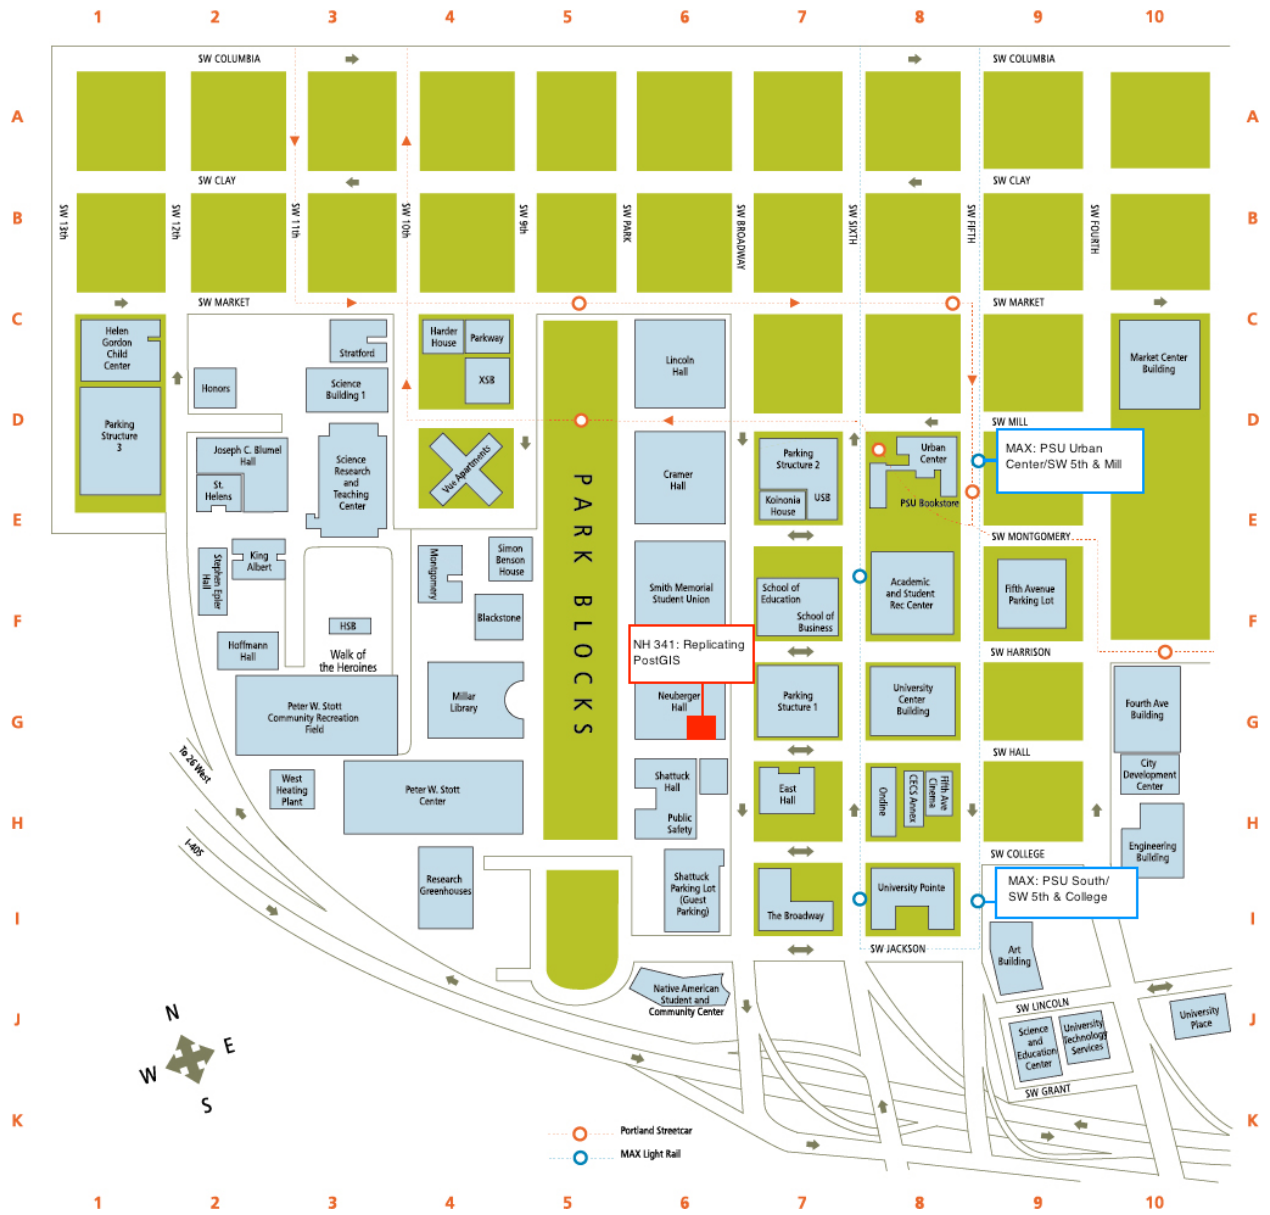 1 2 3 4 5 6 7 8 9 10
SW COLUMBIA
SW COLUMBIA
A
A
SW CLAY
SW CLAY
B
B
SW 13th
SW 12th
SW 11th
SW 10th
SW 9th
SW PARK
SW BROADWAY
SW SIXTH
SW FIFTH
SW FOURTH
SW MARKET
SW MARKET
C
C
Helen
Gordon
Child
Center
Stratford
Harder
House
Parkway
XSB
Lincoln
Hall
Market Center
Building
Honors
Science
Building 1
D
D
SW MILL
Parking
Structure
3
Joseph C. Blumel
Hall
St.
Helens
Science
Research
and
Teaching
Center
Vue Apartments
PARK BLOCKS
Cramer
Hall
Parking
Structure 2
Koinonia
House
USB
Urban
Center
PSU Bookstore
MAX: PSU Urban
Center/SW 5th & Mill
E
E
SW MONTGOMERY
Stephen Epler
Hall
King
Albert
Montgomery
Simon
Benson
House
Blackstone
Smith Memorial
Student Union
School of
Education
School of
Business
Academic
and Student
Rec Center
Fifth Avenue
Parking Lot
F
F
Hoffmann
Hall
HSB
Walk of
the Heroines
NH 341: Replicating
PostGIS
SW HARRISON
Peter W. Stott
Community Recreation
Field
Millar
Library
Neuberger
Hall
Parking
Stucture 1
University
Center
Building
Fourth Ave
Building
G
G
To 26 West
SW HALL
West
Heating
Plant
Peter W. Stott
Center
Shattuck
Hall
Public
Safety
East
Hall
Ondine
CECS Annex
Fifth Ave
Cinema
City
Development
Center
H
H
I-405
SW COLLEGE
Engineering
Building
Research
Greenhouses
Shattuck
Parking Lot
(Guest
Parking)
The Broadway
University Pointe
MAX: PSU South/
SW 5th & College
I
I
SW JACKSON
Art
Building
Native American
Student and
Community Center
SW LINCOLN
J
J
Science
and
Education
Center
University
Technology
Services
University
Place
N
E
W
S
SW GRANT
K
K
Portland Streetcar
MAX Light Rail
1 2 3 4 5 6 7 8 9 10